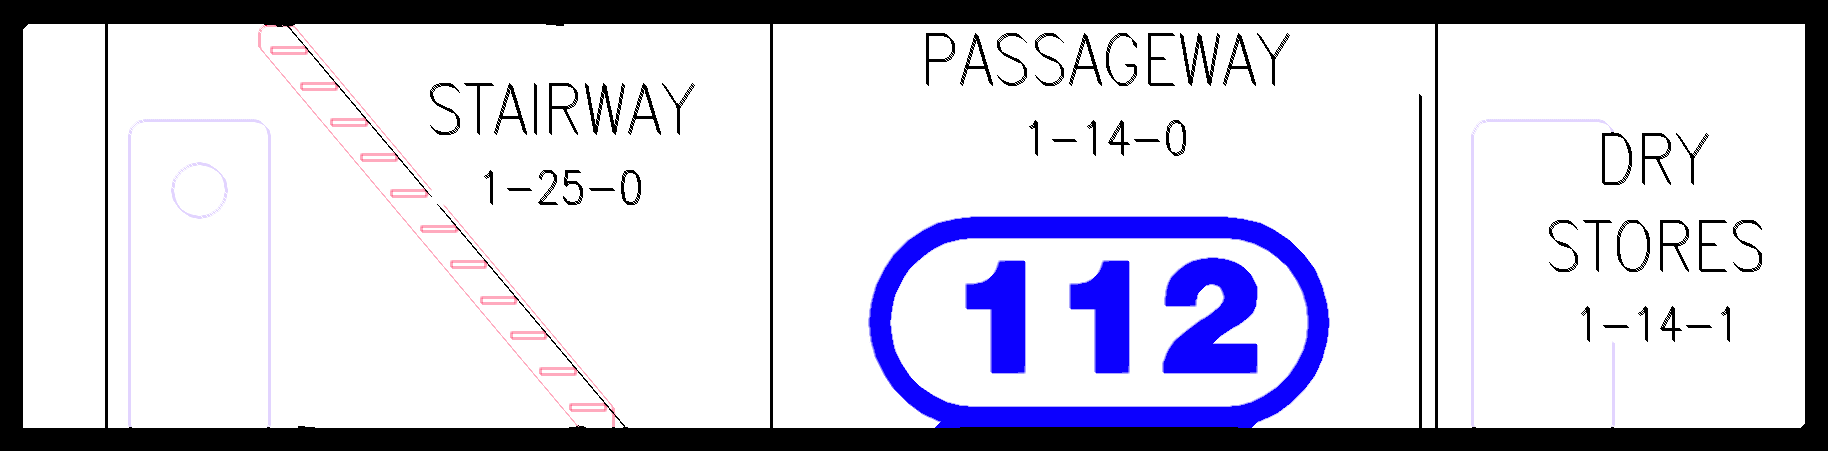 STAIRWAY
1-25-0
PASSAGEWAY
1-14-0
112
DRY
STORES
1-14-1